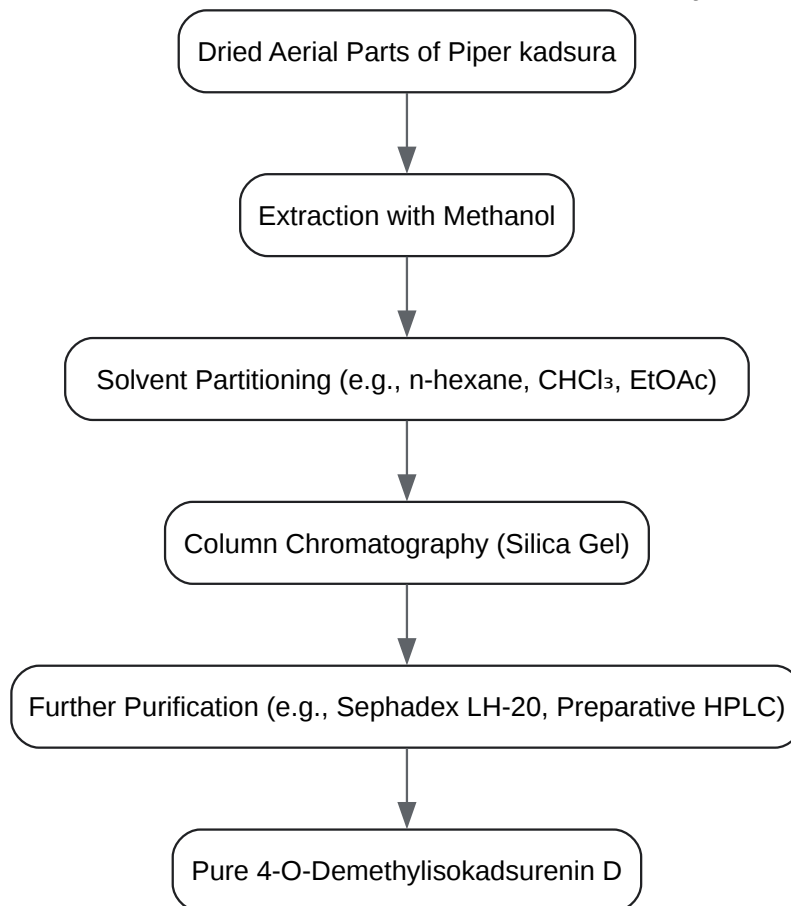 Dried Aerial Parts of Piper kadsura
Extraction with Methanol
Solvent Partitioning (e.g., n-hexane, CHCl₃, EtOAc)
Column Chromatography (Silica Gel)
Further Purification (e.g., Sephadex LH-20, Preparative HPLC)
Pure 4-O-Demethylisokadsurenin D